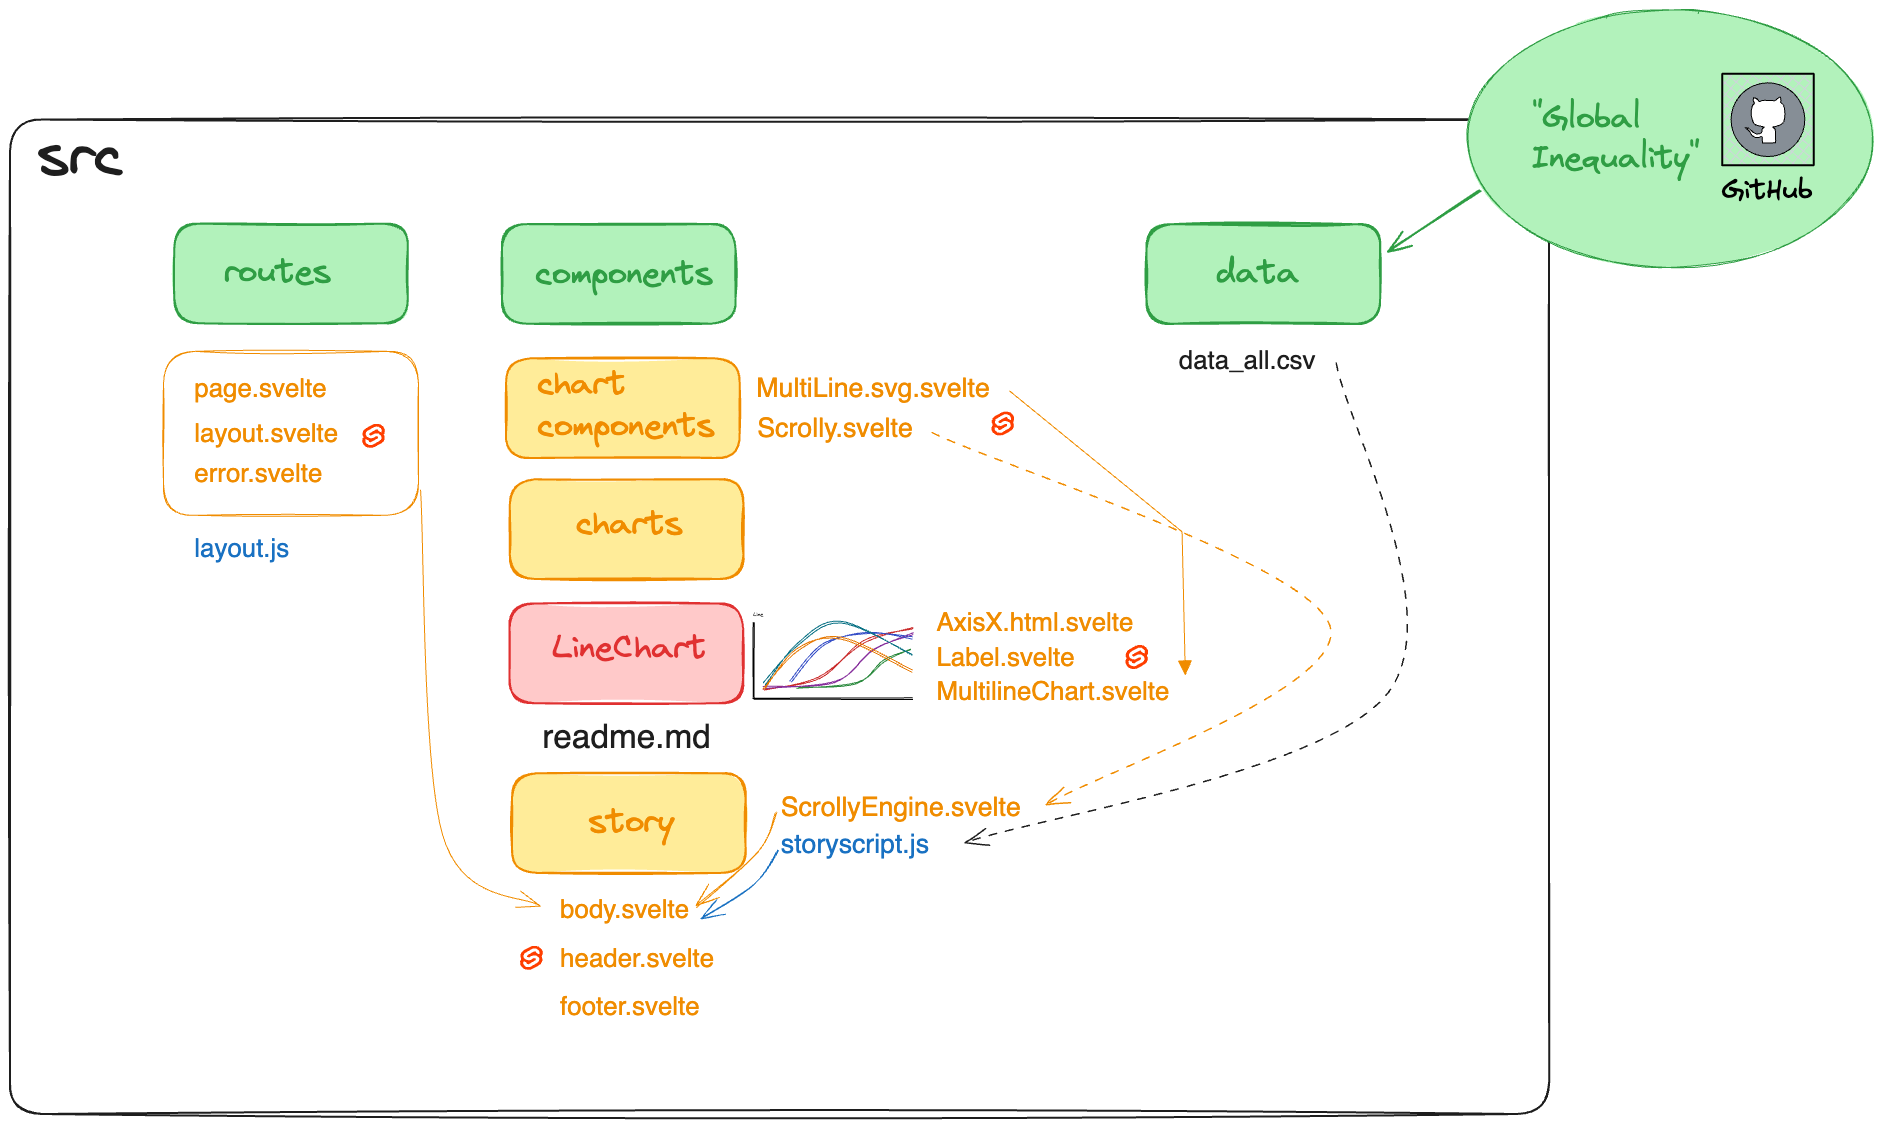 "Global
Inequality"
GitHub
src
routes
components
data
page.svelte
layout.svelte
error.svelte
layout.js
chart
components
MultiLine.svg.svelte
Scrolly.svelte
data_all.csv
charts
LineChart
Line
AxisX.html.svelte
Label.svelte
MultilineChart.svelte
readme.md
story
ScrollyEngine.svelte
storyscript.js
body.svelte
header.svelte
footer.svelte